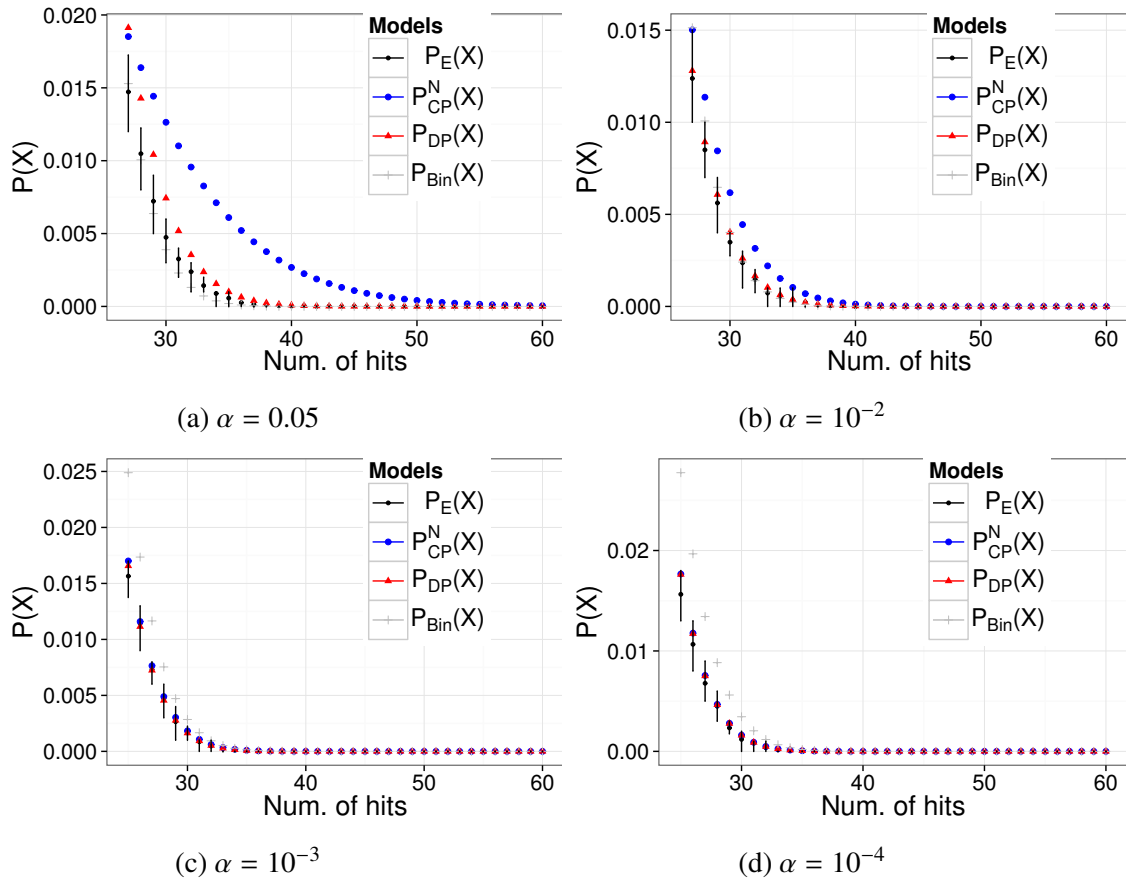 0.020
0.015
0.010
0.005
0.000
P(X)
30
40
50
60
Num. of hits
Models
P_E(X)
P^N_CP(X)
P_DP(X)
P_Bin(X)
(a) α = 0.05
0.015
0.010
0.005
0.000
P(X)
30
40
50
60
Num. of hits
Models
P_E(X)
P^N_CP(X)
P_DP(X)
P_Bin(X)
(b) α = 10⁻²
0.025
0.020
0.015
0.010
0.005
0.000
P(X)
30
40
50
60
Num. of hits
Models
P_E(X)
P^N_CP(X)
P_DP(X)
P_Bin(X)
(c) α = 10⁻³
0.02
0.01
0.00
P(X)
30
40
50
60
Num. of hits
Models
P_E(X)
P^N_CP(X)
P_DP(X)
P_Bin(X)
(d) α = 10⁻⁴